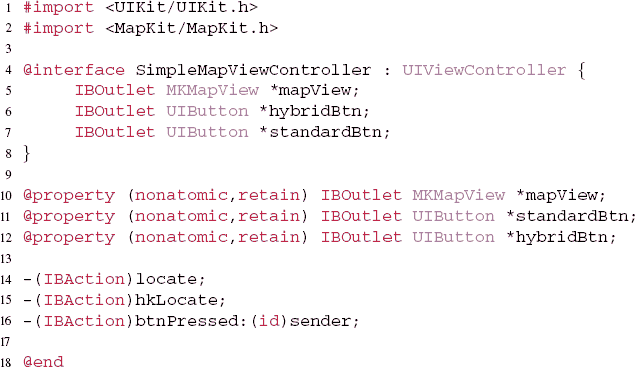 1 #import <UIKit/UIKit.h>
2 #import <MapKit/MapKit.h>
3
4 @interface SimpleMapViewController : UIViewController {
5 IBOutlet MKMapView *mapView;
6 IBOutlet UIButton *hybridBtn;
7 IBOutlet UIButton *standardBtn;
8 }
9
10 @property (nonatomic,retain) IBOutlet MKMapView *mapView;
11 @property (nonatomic,retain) IBOutlet UIButton *standardBtn;
12 @property (nonatomic,retain) IBOutlet UIButton *hybridBtn;
13
14 -(IBAction)locate;
15 -(IBAction)hkLocate;
16 -(IBAction)btnPressed:(id)sender;
17
18 @end